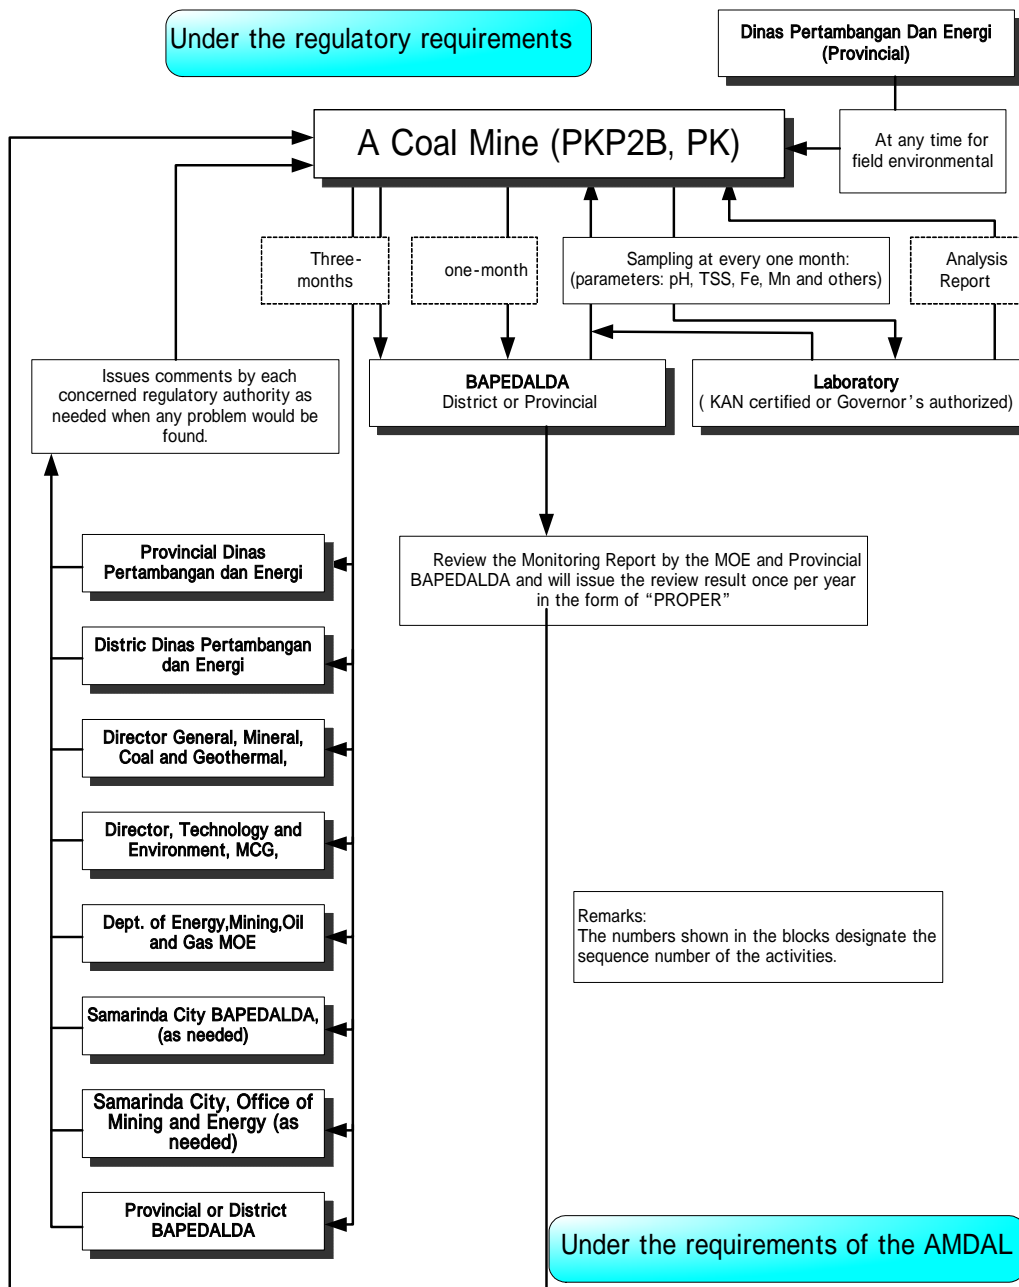 Under the regulatory requirements
Dinas Pertambangan Dan Energi
(Provincial)
A Coal Mine (PKP2B, PK)
At any time for
field environmental
Three-
months
one-month
Sampling at every one month:
(parameters: pH, TSS, Fe, Mn and others)
Analysis
Report
Issues comments by each
concerned regulatory authority as
needed when any problem would be
found.
BAPEDALDA
District or Provincial
Laboratory
( KAN certified or Governor's authorized)
Provincial Dinas
Pertambangan dan Energi
Review the Monitoring Report by the MOE and Provincial
BAPEDALDA and will issue the review result once per year
in the form of “PROPER”
Distric Dinas Pertambangan
dan Energi
Director General, Mineral,
Coal and Geothermal,
Director, Technology and
Environment, MCG,
Dept. of Energy,Mining,Oil
and Gas MOE
Remarks:
The numbers shown in the blocks designate the
sequence number of the activities.
Samarinda City BAPEDALDA,
(as needed)
Samarinda City, Office of
Mining and Energy (as
needed)
Provincial or District
BAPEDALDA
Under the requirements of the AMDAL